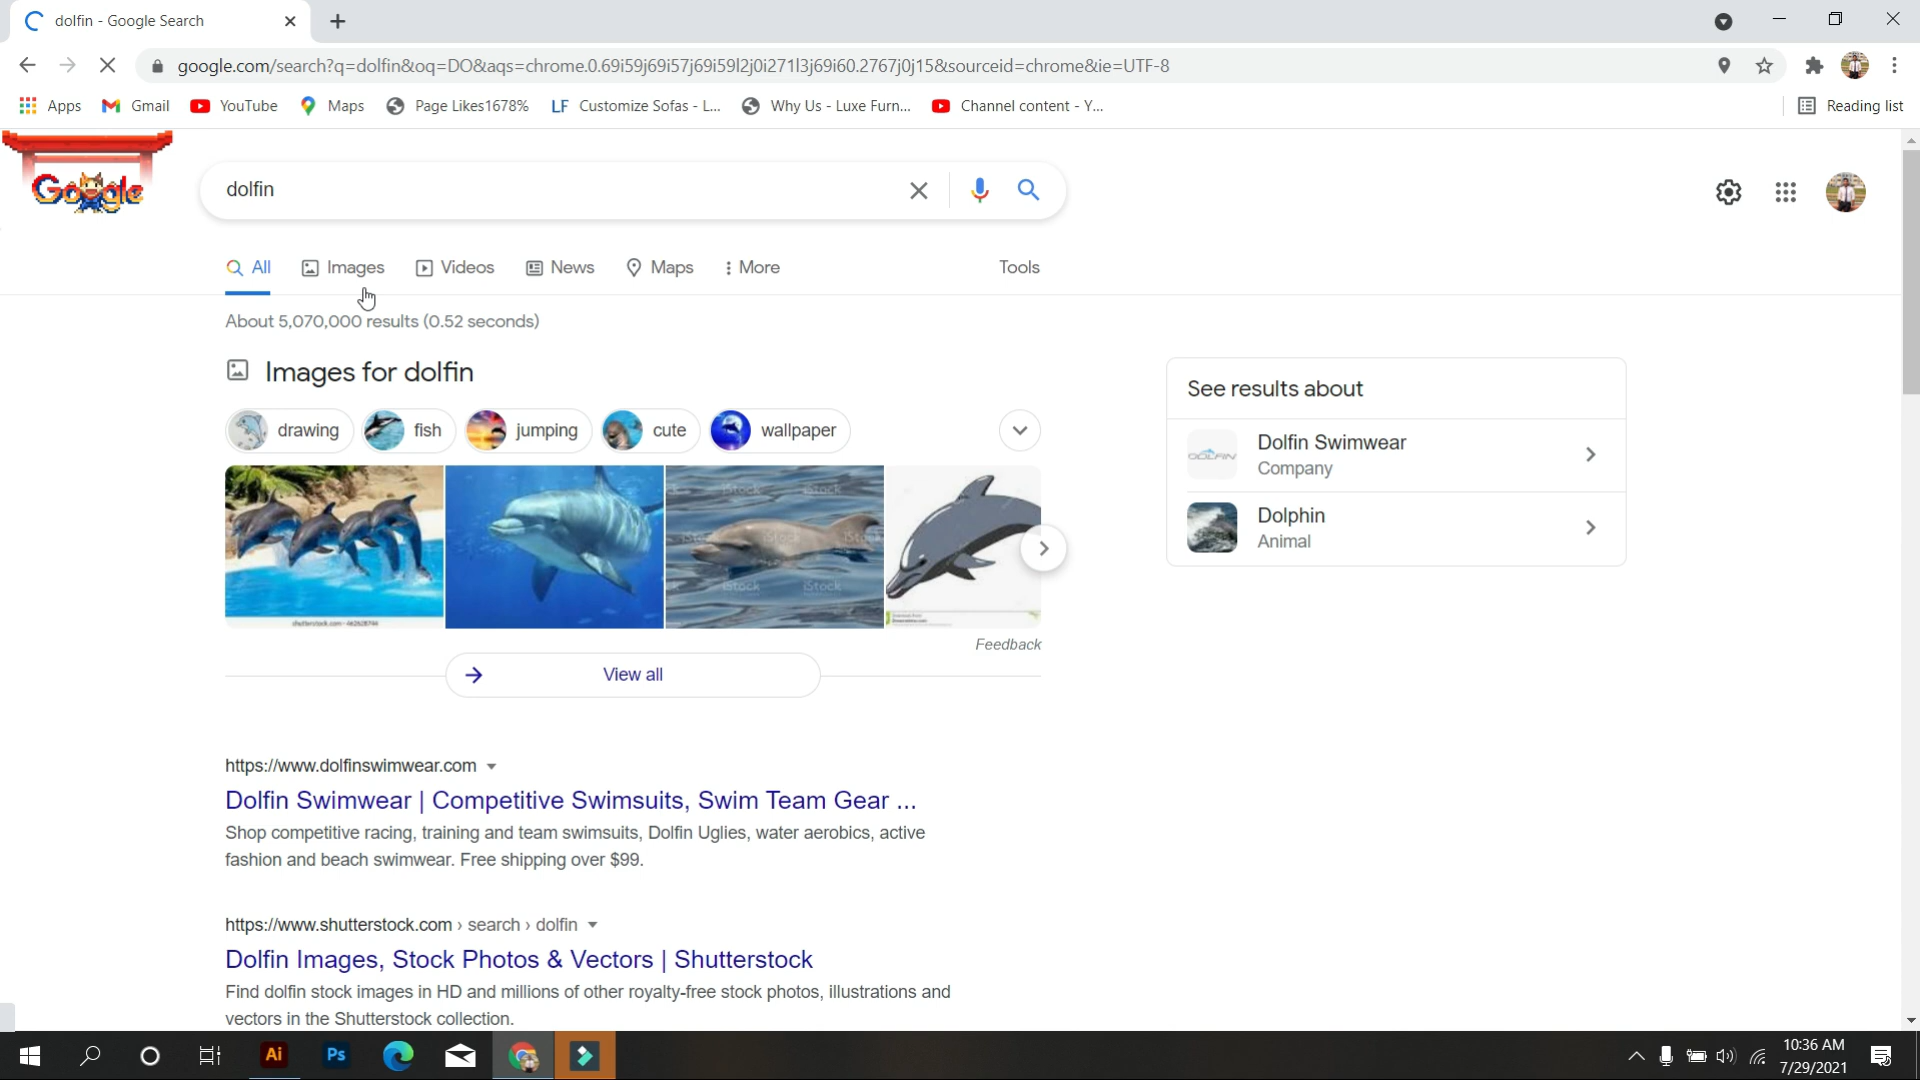 dolfin - Google Search
google.com/search?q=dolfin&oq=DO&aqs=chrome.0.69i59j69i57j69i59l2j0i271l3j69i60.2767j0j15&sourceid=chrome&ie=UTF-8
Apps Gmail YouTube Maps Page Likes1678% LF Customize Sofas - L... Why Us - Luxe Furn... Channel content - Y... Reading list
Google
dolfin
All Images Videos News Maps More Tools
About 5,070,000 results (0.52 seconds)
Images for dolfin
drawing fish jumping cute wallpaper
See results about
Dolfin Swimwear
Company
Dolphin
Animal
DOLFIN
iStock
Feedback
View all
https://www.dolfinswimwear.com
Dolfin Swimwear | Competitive Swimsuits, Swim Team Gear ...
Shop competitive racing, training and team swimsuits, Dolfin Uglies, water aerobics, active
fashion and beach swimwear. Free shipping over $99.
https://www.shutterstock.com › search › dolfin
Dolfin Images, Stock Photos & Vectors | Shutterstock
Find dolfin stock images in HD and millions of other royalty-free stock photos, illustrations and
vectors in the Shutterstock collection.
Ai Ps
10:36 AM
7/29/2021